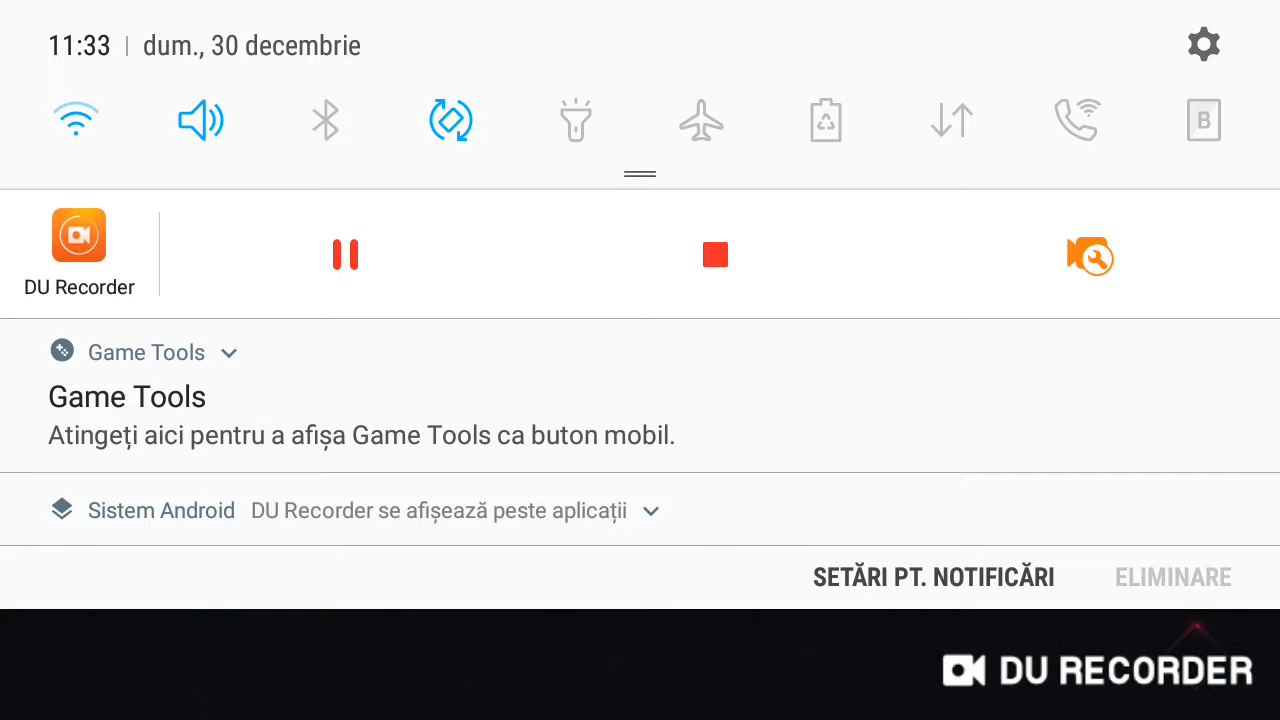 11:33 | dum., 30 decembrie
B
DU Recorder
Game Tools
Game Tools
Atingeți aici pentru a afișa Game Tools ca buton mobil.
Sistem Android DU Recorder se afișează peste aplicații
SETĂRI PT. NOTIFICĂRI ELIMINARE
DU RECORDER